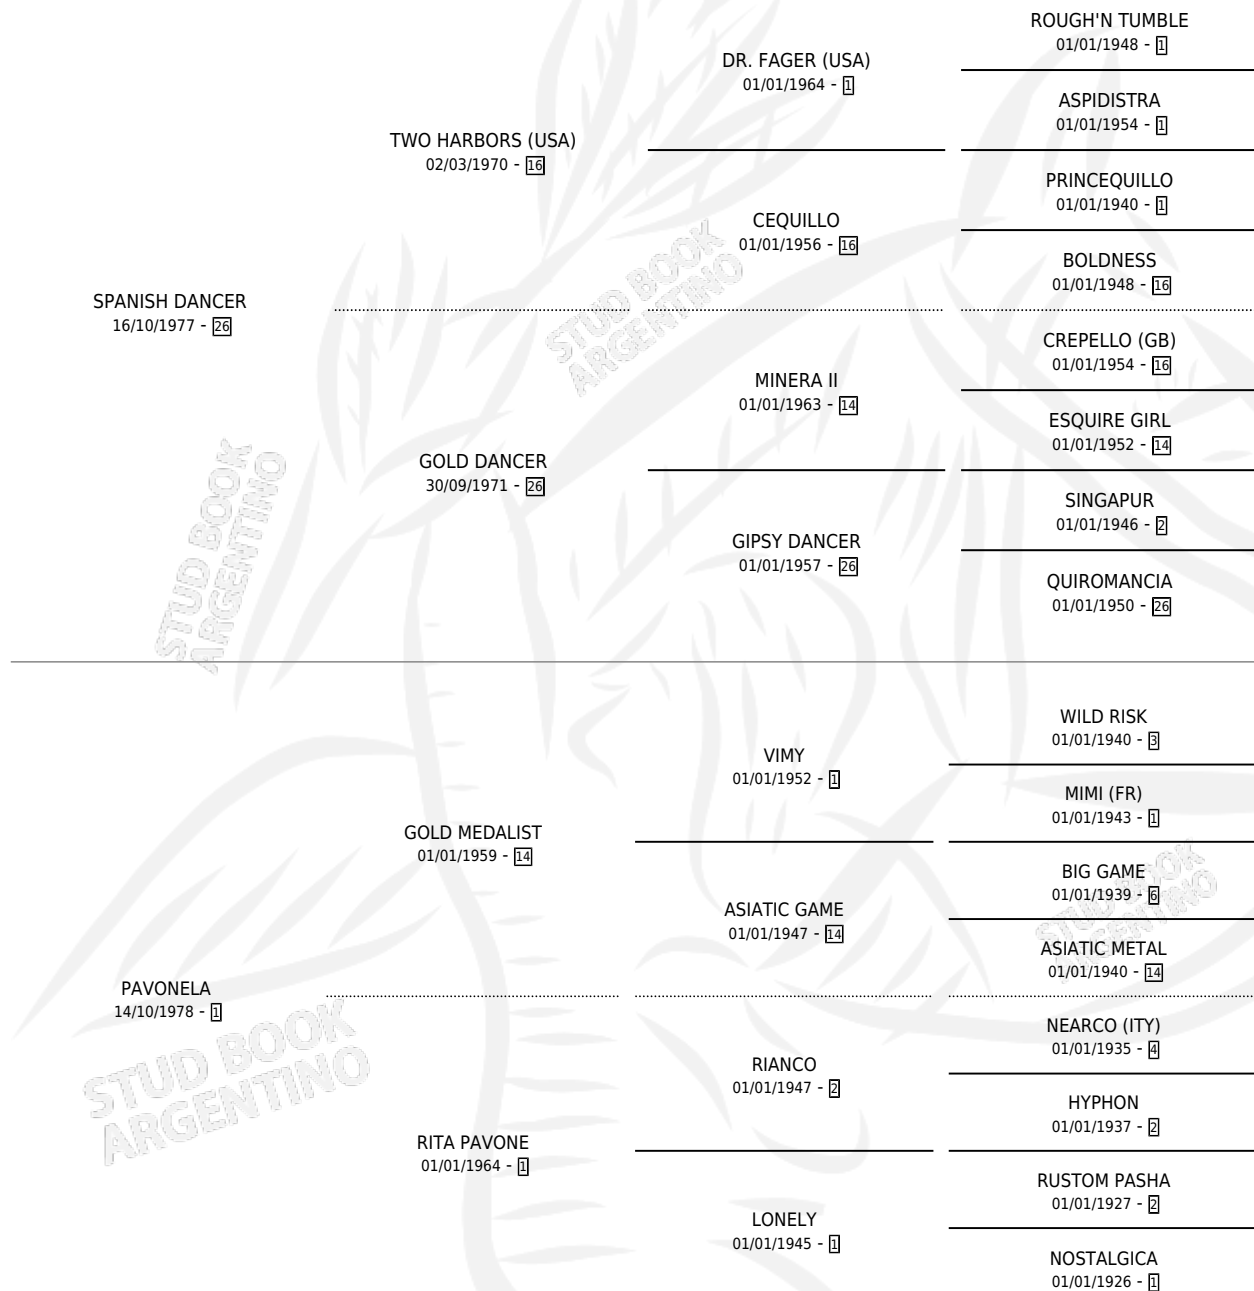 ROUGH'N TUMBLE
01/01/1948 - 1
DR. FAGER (USA)
01/01/1964 - 1
ASPIDISTRA
01/01/1954 - 1
TWO HARBORS (USA)
02/03/1970 - 16
PRINCEQUILLO
01/01/1940 - 1
CEQUILLO
01/01/1956 - 16
BOLDNESS
01/01/1948 - 16
SPANISH DANCER
16/10/1977 - 26
STUD BOOK
ARGENTINO
CREPELLO (GB)
01/01/1954 - 16
MINERA II
01/01/1963 - 14
ESQUIRE GIRL
01/01/1952 - 14
GOLD DANCER
30/09/1971 - 26
SINGAPUR
01/01/1946 - 2
GIPSY DANCER
01/01/1957 - 26
QUIROMANCIA
01/01/1950 - 26
STUD BOOK
ARGENTINO
WILD RISK
01/01/1940 - 3
VIMY
01/01/1952 - 1
MIMI (FR)
01/01/1943 - 1
GOLD MEDALIST
01/01/1959 - 14
BIG GAME
01/01/1939 - 6
ASIATIC GAME
01/01/1947 - 14
STUD BOOK
ARGENTINO
ASIATIC METAL
01/01/1940 - 14
PAVONELA
14/10/1978 - 1
STUD BOOK
ARGENTINO
NEARCO (ITY)
01/01/1935 - 4
RIANCO
01/01/1947 - 2
HYPHON
01/01/1937 - 2
RITA PAVONE
01/01/1964 - 1
RUSTOM PASHA
01/01/1927 - 2
LONELY
01/01/1945 - 1
NOSTALGICA
01/01/1926 - 1